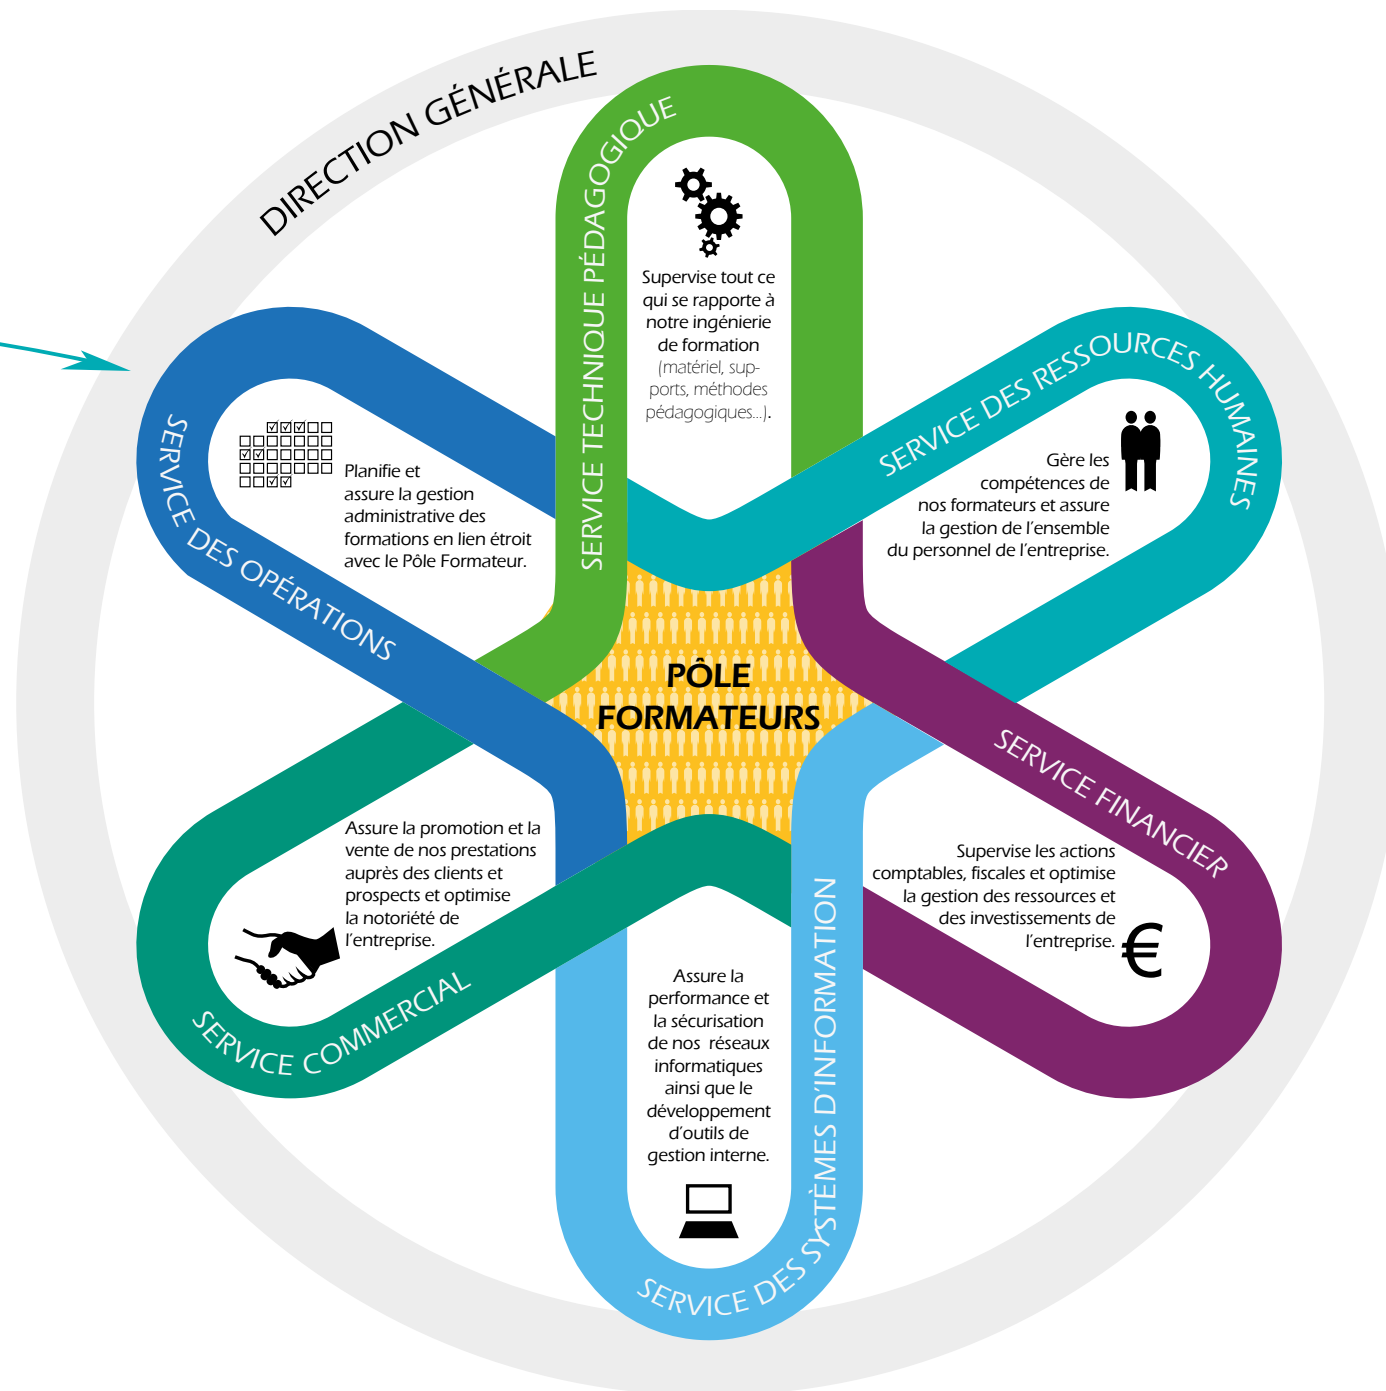 DIRECTION GÉNÉRALE
SERVICE TECHNIQUE PÉDAGOGIQUE
Supervise tout ce
qui se rapporte à
notre ingénierie
de formation
(matériel, sup-
ports, méthodes
pédagogiques...).
SERVICE DES RESSOURCES HUMAINES
Gère les
compétences de
nos formateurs et assure
la gestion de l'ensemble
du personnel de l'entreprise.
SERVICE DES OPÉRATIONS
Planifie et
assure la gestion
administrative des
formations en lien étroit
avec le Pôle Formateur.
PÔLE
FORMATEURS
SERVICE FINANCIER
Supervise les actions
comptables, fiscales et optimise
la gestion des ressources et
des investissements de
l'entreprise.
€
Assure la promotion et la
vente de nos prestations
auprès des clients et
prospects et optimise
la notoriété de
l'entreprise.
SERVICE COMMERCIAL
Assure la
performance et
la sécurisation
de nos réseaux
informatiques
ainsi que le
développement
d'outils de
gestion interne.
SERVICE DES SYSTÈMES D'INFORMATION